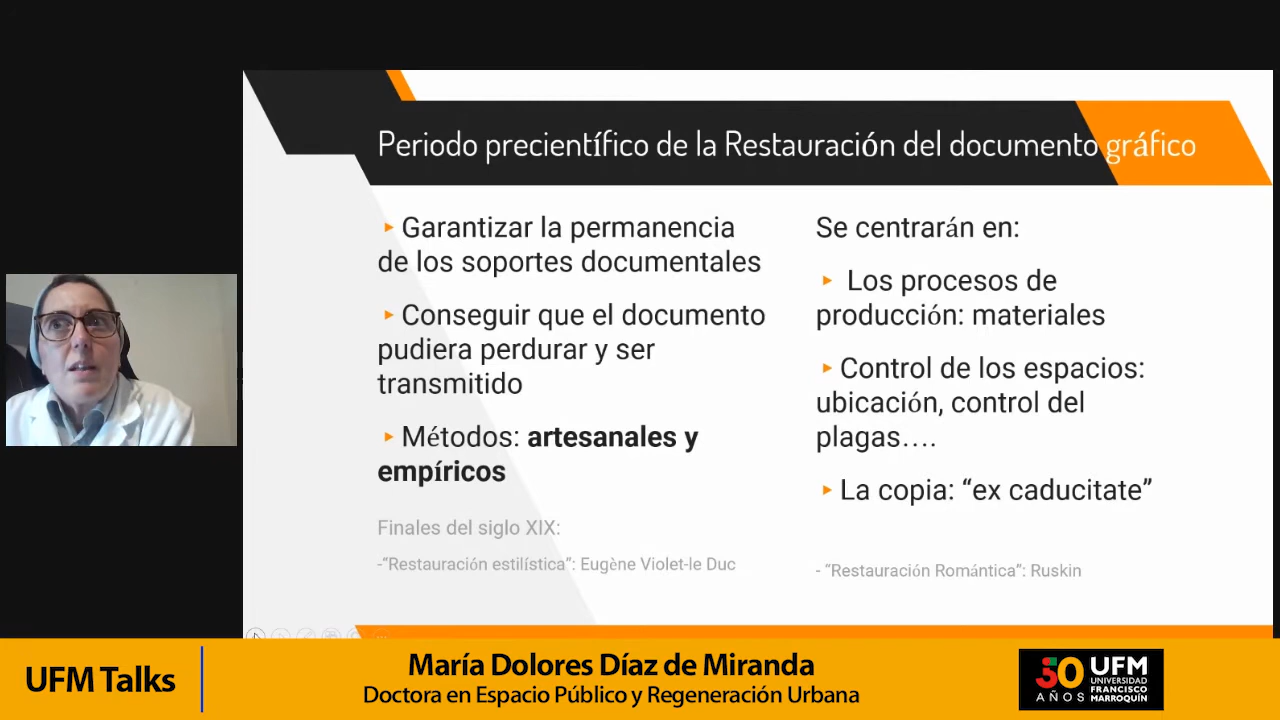 Periodo precientífico de la Restauración del documento gráfico
▸ Garantizar la permanencia
de los soportes documentales
▸ Conseguir que el documento
pudiera perdurar y ser
transmitido
▸ Métodos: artesanales y
empíricos
Finales del siglo XIX:
-“Restauración estilística”: Eugène Violet-le Duc
Se centrarán en:
▸ Los procesos de
producción: materiales
▸ Control de los espacios:
ubicación, control del
plagas....
▸ La copia: “ex caducitate”
- “Restauración Romántica”: Ruskin
UFM Talks
María Dolores Díaz de Miranda
Doctora en Espacio Público y Regeneración Urbana
50
AÑOS
UFM
UNIVERSIDAD
FRANCISCO
MARROQUÍN